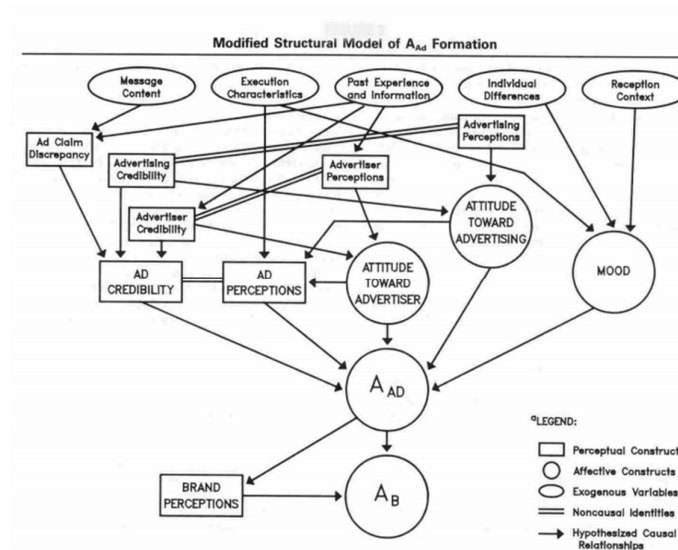 Modified Structural Model of A Ad Formation
Message
Content
Execution
Characteristics
Past Experience
and Information
Individual
Differences
Reception
Context
Ad Claim
Discrepancy
Advertising
Perceptions
Advertising
Credibility
Advertiser
Perceptions
Advertiser
Credibility
ATTITUDE
TOWARD
ADVERTISING
MOOD
AD
CREDIBILITY
AD
PERCEPTIONS
ATTITUDE
TOWARD
ADVERTISER
A AD
BRAND
PERCEPTIONS
A B
a LEGEND:
Perceptual Construct
Affective Constructs
Exogenous Variables
Noncausal Identities
Hypothesized Causal
Relationships